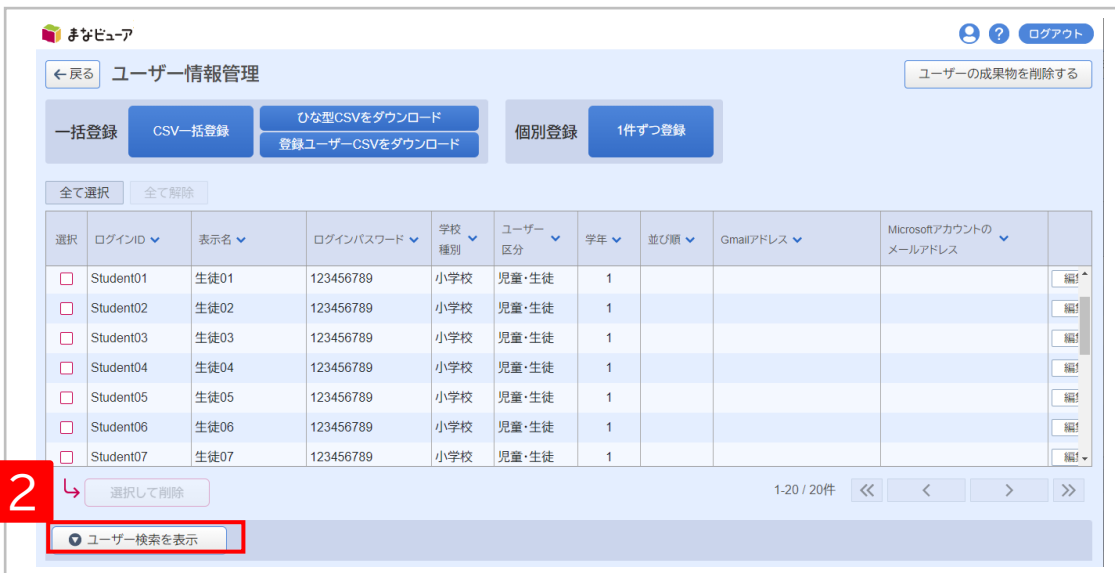 まなビューア
? ログアウト
←戻る ユーザー情報管理 ユーザーの成果物を削除する
一括登録 CSV一括登録 ひな型CSVをダウンロード 個別登録 1件ずつ登録
登録ユーザーCSVをダウンロード
全て選択 全て解除
選択 ログインID 表示名 ログインパスワード 学校種別 ユーザー区分 学年 並び順 Gmailアドレス Microsoftアカウントのメールアドレス
Student01 生徒01 123456789 小学校 児童・生徒 1
Student02 生徒02 123456789 小学校 児童・生徒 1
Student03 生徒03 123456789 小学校 児童・生徒 1
Student04 生徒04 123456789 小学校 児童・生徒 1
Student05 生徒05 123456789 小学校 児童・生徒 1
Student06 生徒06 123456789 小学校 児童・生徒 1
Student07 生徒07 123456789 小学校 児童・生徒 1
2 選択して削除 1-20 / 20件
ユーザー検索を表示